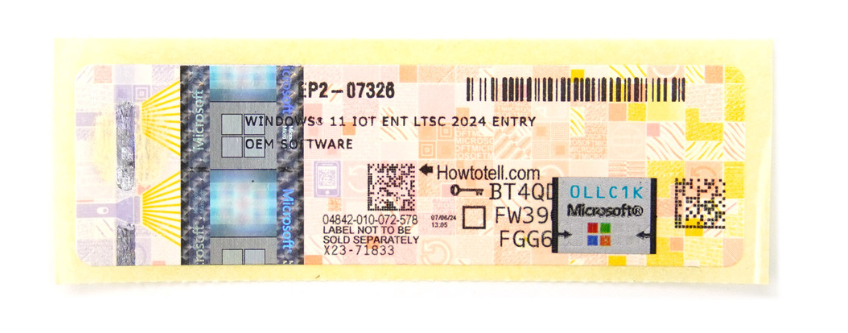 EP2-07326
WINDOWS® 11 IOT ENT LTSC 2024 ENTRY
OEM SOFTWARE
Howtotell.com
BT4QD
FW39
FGG6
OLLC1K
Microsoft®
04842-010-072-578
LABEL NOT TO BE
SOLD SEPARATELY
X23-71833
07/06/24
13:05
Microsoft
Microsoft